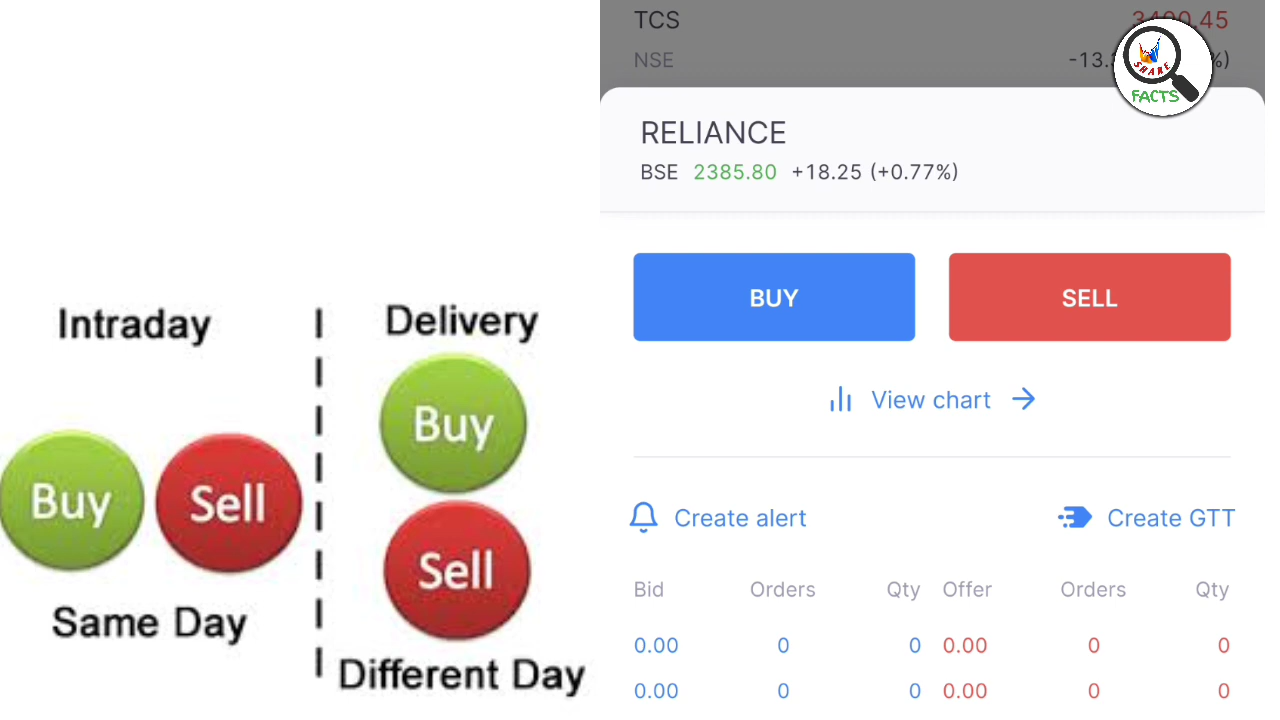 Intraday
Buy
Sell
Same Day
Delivery
Buy
Sell
Different Day
TCS
NSE
-13.
%)
SHARE
FACTS
RELIANCE
BSE 2385.80 +18.25 (+0.77%)
BUY
SELL
View chart
Create alert
Create GTT
Bid Orders Qty Offer Orders Qty
0.00 0 0 0.00 0 0
0.00 0 0 0.00 0 0